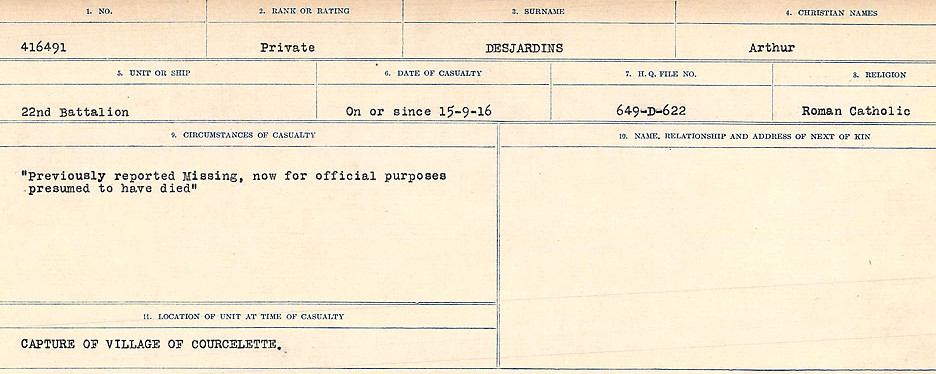 1. NO.
2. RANK OR RATING
3. SURNAME
4. CHRISTIAN NAMES
416491
Private
DESJARDINS
Arthur
5. UNIT OR SHIP
6. DATE OF CASUALTY
7. H. Q. FILE NO.
8. RELIGION
22nd Battalion
On or since 15-9-16
649-D-622
Roman Catholic
9. CIRCUMSTANCES OF CASUALTY
10. NAME, RELATIONSHIP AND ADDRESS OF NEXT OF KIN
"Previously reported Missing, now for official purposes
presumed to have died"
11. LOCATION OF UNIT AT TIME OF CASUALTY
CAPTURE OF VILLAGE OF COURCELETTE.